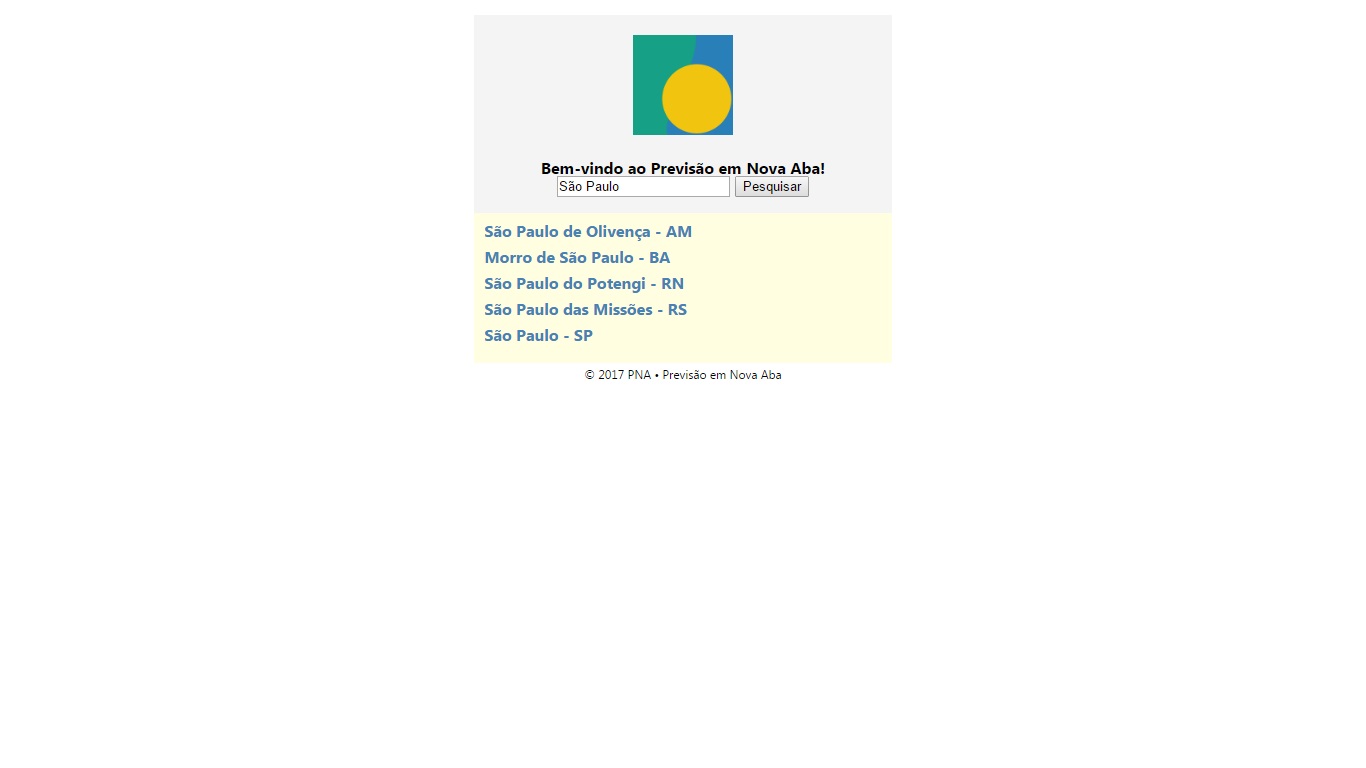 Bem-vindo ao Previsão em Nova Aba!
São Paulo Pesquisar
São Paulo de Olivença - AM
Morro de São Paulo - BA
São Paulo do Potengi - RN
São Paulo das Missões - RS
São Paulo - SP
© 2017 PNA • Previsão em Nova Aba